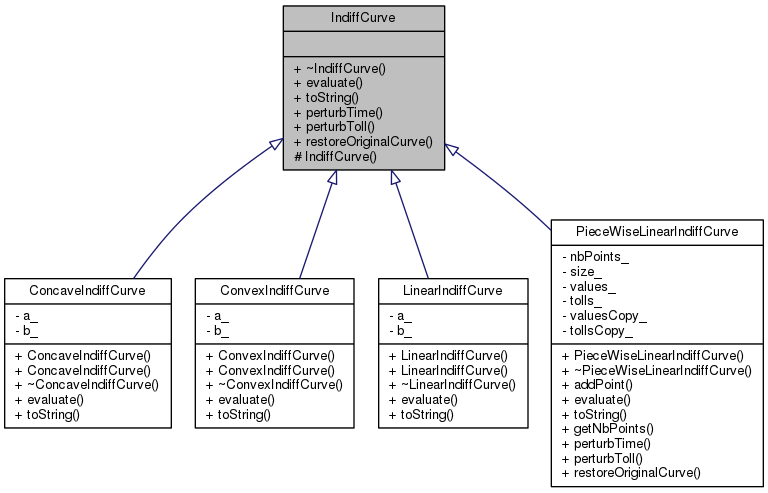 IndiffCurve
+ ~IndiffCurve()
+ evaluate()
+ toString()
+ perturbTime()
+ perturbToll()
+ restoreOriginalCurve()
# IndiffCurve()
ConcaveIndiffCurve
- a_
- b_
+ ConcaveIndiffCurve()
+ ConcaveIndiffCurve()
+ ~ConcaveIndiffCurve()
+ evaluate()
+ toString()
ConvexIndiffCurve
- a_
- b_
+ ConvexIndiffCurve()
+ ConvexIndiffCurve()
+ ~ConvexIndiffCurve()
+ evaluate()
+ toString()
LinearIndiffCurve
- a_
- b_
+ LinearIndiffCurve()
+ LinearIndiffCurve()
+ ~LinearIndiffCurve()
+ evaluate()
+ toString()
PieceWiseLinearIndiffCurve
- nbPoints_
- size_
- values_
- tolls_
- valuesCopy_
- tollsCopy_
+ PieceWiseLinearIndiffCurve()
+ ~PieceWiseLinearIndiffCurve()
+ addPoint()
+ evaluate()
+ toString()
+ getNbPoints()
+ perturbTime()
+ perturbToll()
+ restoreOriginalCurve()